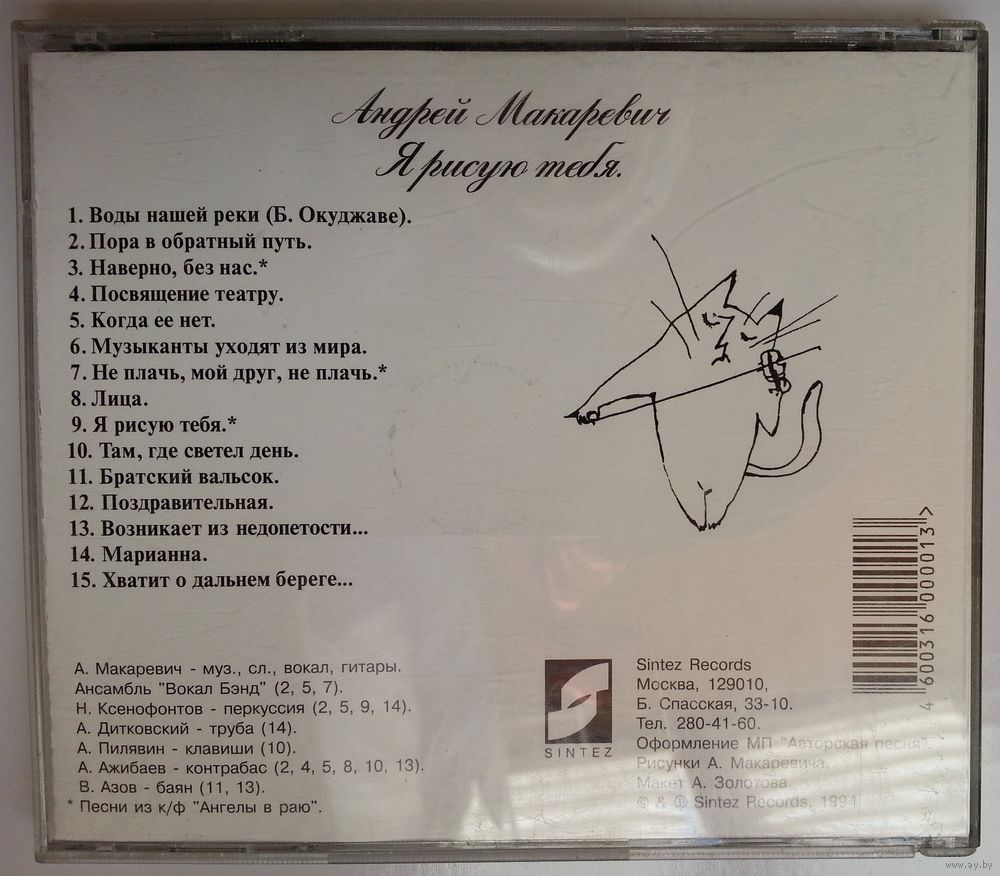 Андрей Макаревич
Я рисую тебя.
1. Воды нашей реки (Б. Окуджаве).
2. Пора в обратный путь.
3. Наверно, без нас.*
4. Посвящение театру.
5. Когда ее нет.
6. Музыканты уходят из мира.
7. Не плачь, мой друг, не плачь.*
8. Лица.
9. Я рисую тебя.*
10. Там, где светел день.
11. Братский вальсок.
12. Поздравительная.
13. Возникает из недопетости...
14. Марианна.
15. Хватит о дальнем береге...
А. Макаревич - муз., сл., вокал, гитары.
Ансамбль "Вокал Бэнд" (2, 5, 7).
Н. Ксенофонтов - перкуссия (2, 5, 9, 14).
А. Дитковский - труба (14).
А. Пилявин - клавиши (10).
А. Ажибаев - контрабас (2, 4, 5, 8, 10, 13).
В. Азов - баян (11, 13).
* Песни из к/ф "Ангелы в раю".
SINTEZ
Sintez Records
Москва, 129010,
Б. Спасская, 33-10.
Тел. 280-41-60.
Оформление МП "Авторская песня".
Рисунки А. Макаревича.
Макет А. Золотова.
© & ℗ Sintez Records, 1994
4 600316 000013 >
www.ay.by